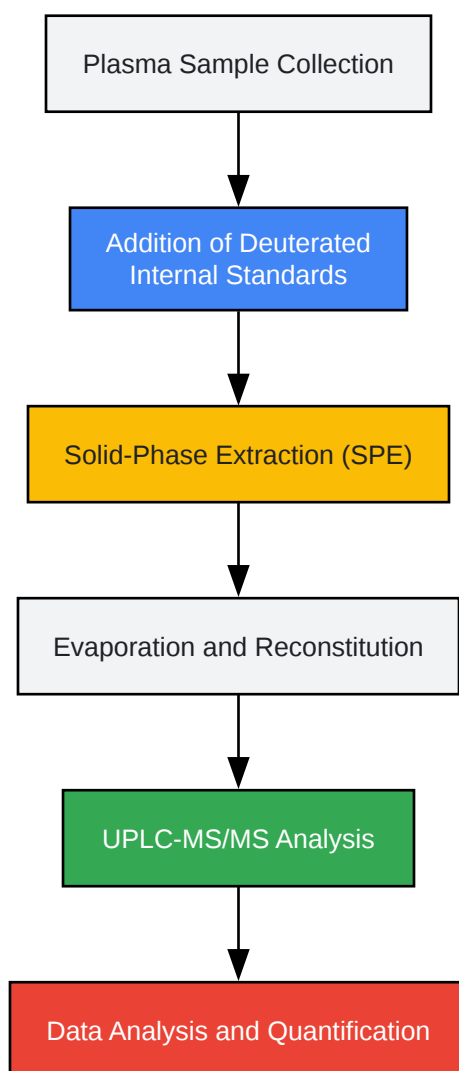 Plasma Sample Collection
Addition of Deuterated
Internal Standards
Solid-Phase Extraction (SPE)
Evaporation and Reconstitution
UPLC-MS/MS Analysis
Data Analysis and Quantification